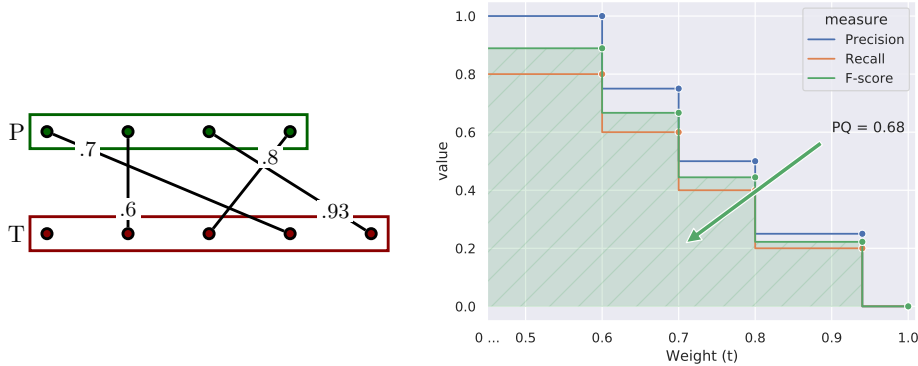 P
.7
.8
.6
.93
T
measure
Precision
Recall
F-score
PQ = 0.68
value
1.0
0.8
0.6
0.4
0.2
0.0
0 ... 0.5 0.6 0.7 0.8 0.9 1.0
Weight (t)